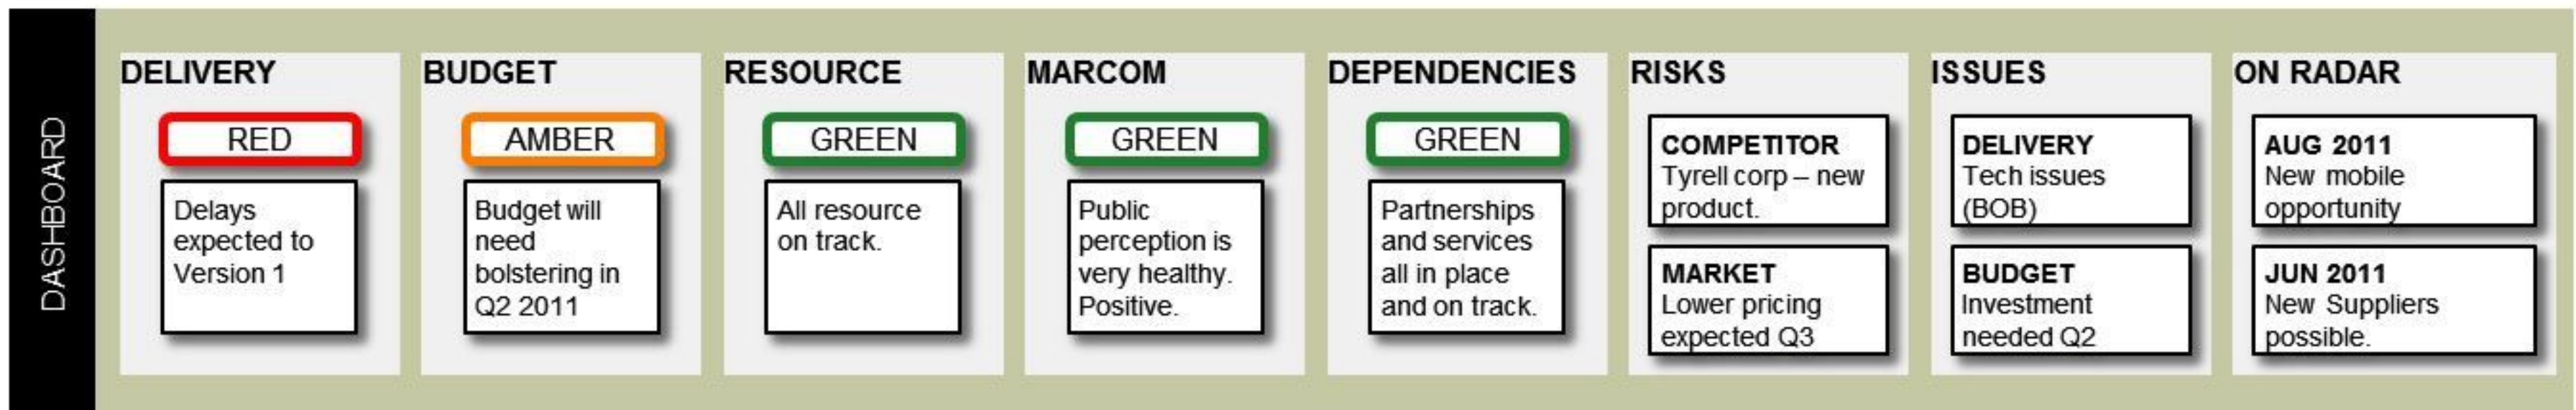 DASHBOARD
DELIVERY
RED
Delays
expected to
Version 1
BUDGET
AMBER
Budget will
need
bolstering in
Q2 2011
RESOURCE
GREEN
All resource
on track.
MARCOM
GREEN
Public
perception is
very healthy.
Positive.
DEPENDENCIES
GREEN
Partnerships
and services
all in place
and on track.
RISKS
COMPETITOR
Tyrell corp – new
product.
MARKET
Lower pricing
expected Q3
ISSUES
DELIVERY
Tech issues
(BOB)
BUDGET
Investment
needed Q2
ON RADAR
AUG 2011
New mobile
opportunity
JUN 2011
New Suppliers
possible.